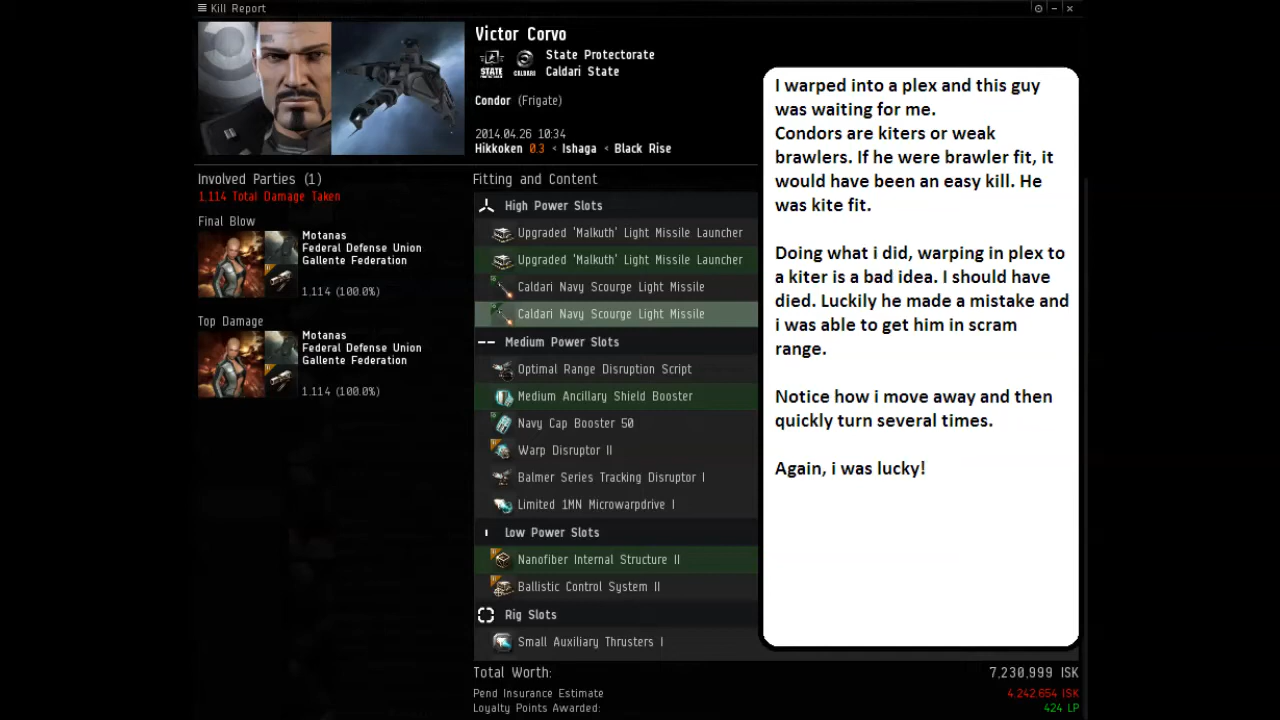 Kill Report
Victor Corvo
State Protectorate
Caldari State
STATE
CALDARI
Condor (Frigate)
2014.04.26 10:34
Hikkoken 0.3 < Ishaga < Black Rise
Involved Parties (1)
1.114 Total Damage Taken
Final Blow
Motanas
Federal Defense Union
Gallente Federation
1.114 (100.0%)
Top Damage
Motanas
Federal Defense Union
Gallente Federation
1.114 (100.0%)
Fitting and Content
High Power Slots
Upgraded 'Malkuth' Light Missile Launcher
Upgraded 'Malkuth' Light Missile Launcher
Caldari Navy Scourge Light Missile
Caldari Navy Scourge Light Missile
Medium Power Slots
Optimal Range Disruption Script
Medium Ancillary Shield Booster
Navy Cap Booster 50
Warp Disruptor II
Balmer Series Tracking Disruptor I
Limited 1MN Microwarpdrive I
Low Power Slots
Nanofiber Internal Structure II
Ballistic Control System II
Rig Slots
Small Auxiliary Thrusters I
Total Worth: 7,230,999 ISK
Pend Insurance Estimate 4.242.654 ISK
Loyalty Points Awarded: 424 LP
I warped into a plex and this guy
was waiting for me.
Condors are kiters or weak
brawlers. If he were brawler fit, it
would have been an easy kill. He
was kite fit.
Doing what i did, warping in plex to
a kiter is a bad idea. I should have
died. Luckily he made a mistake and
i was able to get him in scram
range.
Notice how i move away and then
quickly turn several times.
Again, i was lucky!